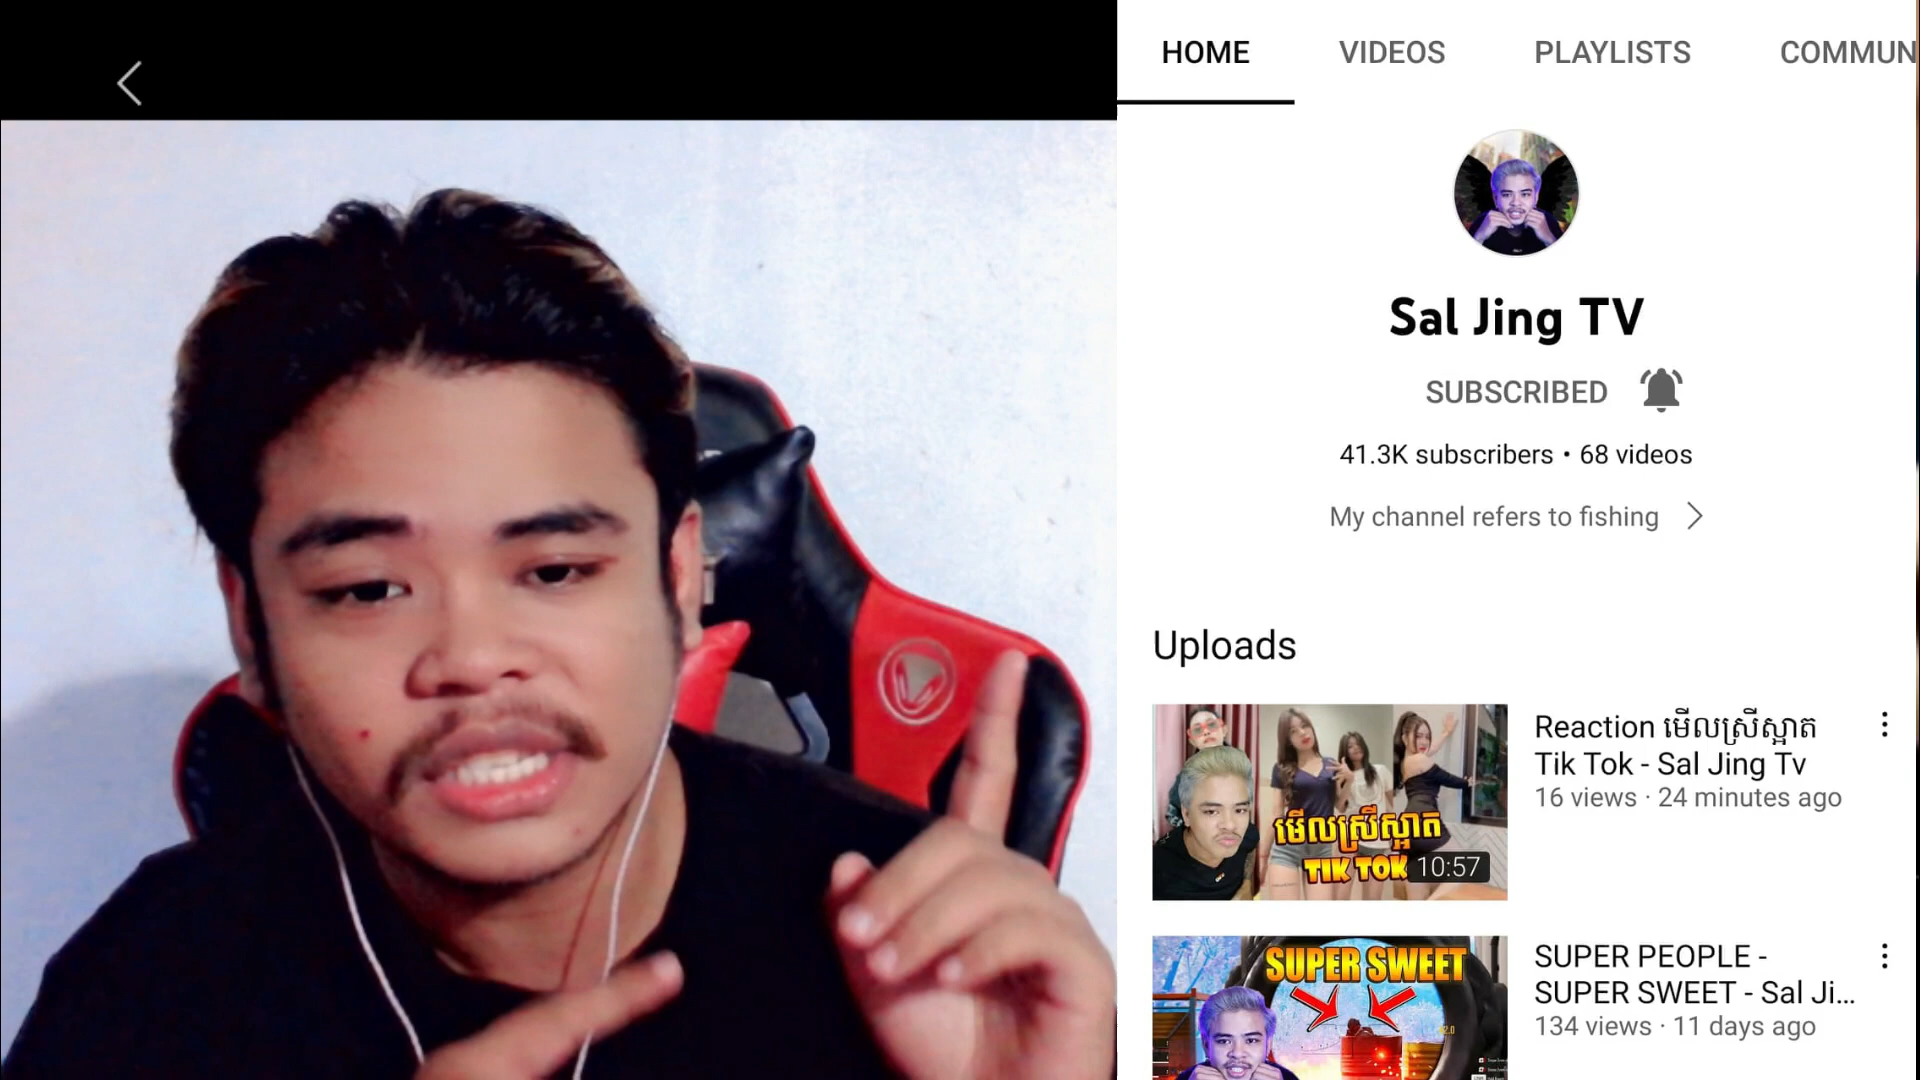 HOME VIDEOS PLAYLISTS COMMUN
Sal Jing TV
SUBSCRIBED
41.3K subscribers • 68 videos
My channel refers to fishing
Uploads
មើលស្រីស្អាត
TIK TOK
10:57
Reaction មើលស្រីស្អាត
Tik Tok - Sal Jing Tv
16 views · 24 minutes ago
SUPER SWEET
SUPER PEOPLE -
SUPER SWEET - Sal Ji...
134 views · 11 days ago